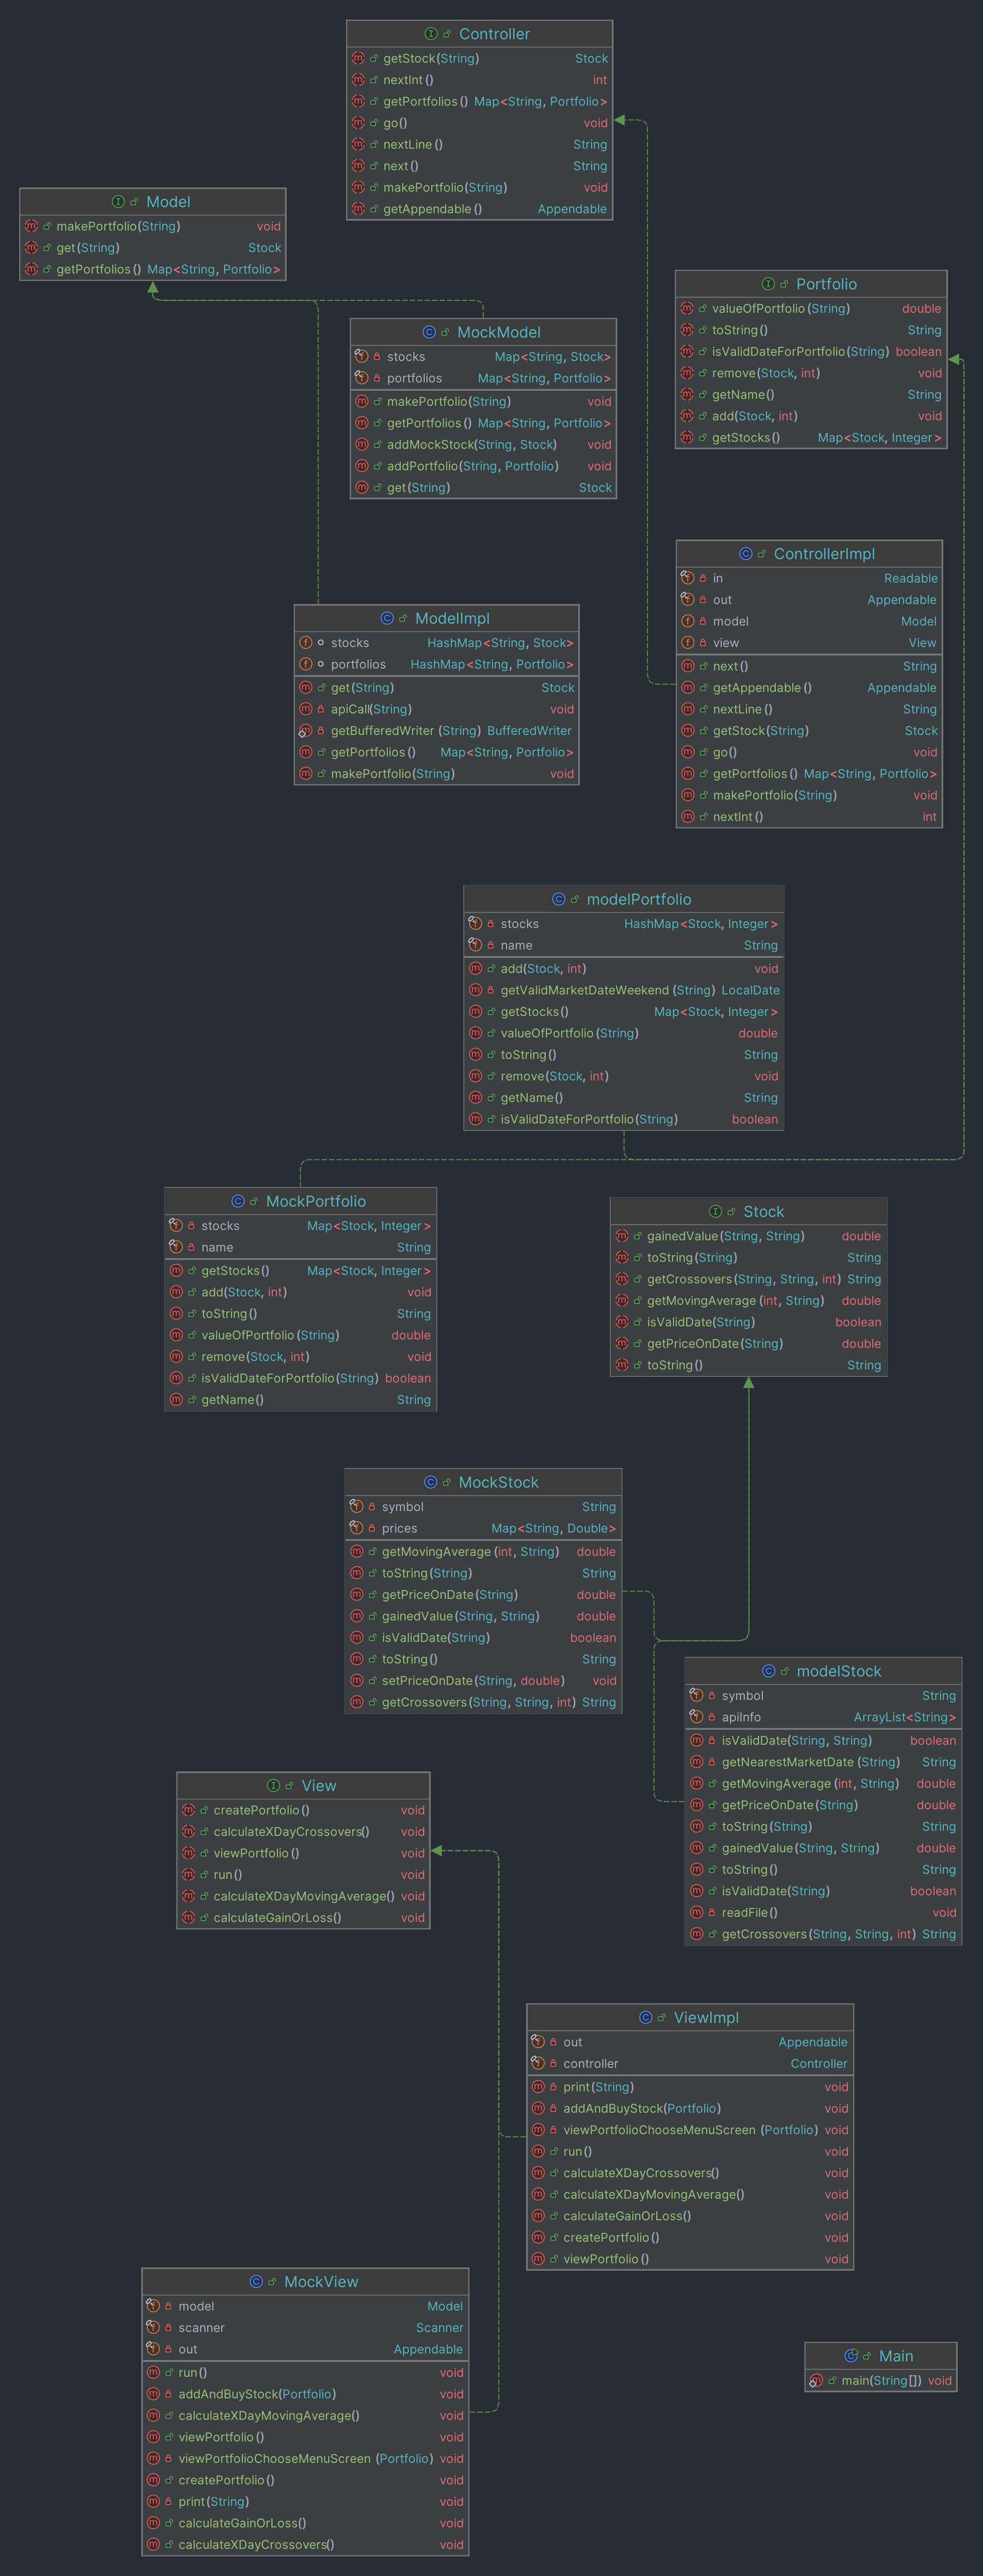 Controller
getStock(String) Stock
nextInt() int
getPortfolios() Map<String, Portfolio>
go() void
nextLine() String
next() String
makePortfolio(String) void
getAppendable() Appendable
Model
makePortfolio(String) void
get(String) Stock
getPortfolios() Map<String, Portfolio>
Portfolio
valueOfPortfolio(String) double
toString() String
isValidDateForPortfolio(String) boolean
remove(Stock, int) void
getName() String
add(Stock, int) void
getStocks() Map<Stock, Integer>
MockModel
stocks Map<String, Stock>
portfolios Map<String, Portfolio>
makePortfolio(String) void
getPortfolios() Map<String, Portfolio>
addMockStock(String, Stock) void
addPortfolio(String, Portfolio) void
get(String) Stock
ControllerImpl
in Readable
out Appendable
model Model
view View
next() String
getAppendable() Appendable
nextLine() String
getStock(String) Stock
go() void
getPortfolios() Map<String, Portfolio>
makePortfolio(String) void
nextInt() int
ModelImpl
stocks HashMap<String, Stock>
portfolios HashMap<String, Portfolio>
get(String) Stock
apiCall(String) void
getBufferedWriter(String) BufferedWriter
getPortfolios() Map<String, Portfolio>
makePortfolio(String) void
modelPortfolio
stocks HashMap<Stock, Integer>
name String
add(Stock, int) void
getValidMarketDateWeekend(String) LocalDate
getStocks() Map<Stock, Integer>
valueOfPortfolio(String) double
toString() String
remove(Stock, int) void
getName() String
isValidDateForPortfolio(String) boolean
MockPortfolio
stocks Map<Stock, Integer>
name String
getStocks() Map<Stock, Integer>
add(Stock, int) void
toString() String
valueOfPortfolio(String) double
remove(Stock, int) void
isValidDateForPortfolio(String) boolean
getName() String
Stock
gainedValue(String, String) double
toString(String) String
getCrossovers(String, String, int) String
getMovingAverage(int, String) double
isValidDate(String) boolean
getPriceOnDate(String) double
toString() String
MockStock
symbol String
prices Map<String, Double>
getMovingAverage(int, String) double
toString(String) String
getPriceOnDate(String) double
gainedValue(String, String) double
isValidDate(String) boolean
toString() String
setPriceOnDate(String, double) void
getCrossovers(String, String, int) String
modelStock
symbol String
apiInfo ArrayList<String>
isValidDate(String, String) boolean
getNearestMarketDate(String) String
getMovingAverage(int, String) double
getPriceOnDate(String) double
toString(String) String
gainedValue(String, String) double
toString() String
isValidDate(String) boolean
readFile() void
getCrossovers(String, String, int) String
View
createPortfolio() void
calculateXDayCrossovers() void
viewPortfolio() void
run() void
calculateXDayMovingAverage() void
calculateGainOrLoss() void
ViewImpl
out Appendable
controller Controller
print(String) void
addAndBuyStock(Portfolio) void
viewPortfolioChooseMenuScreen(Portfolio) void
run() void
calculateXDayCrossovers() void
calculateXDayMovingAverage() void
calculateGainOrLoss() void
createPortfolio() void
viewPortfolio() void
MockView
model Model
scanner Scanner
out Appendable
run() void
addAndBuyStock(Portfolio) void
calculateXDayMovingAverage() void
viewPortfolio() void
viewPortfolioChooseMenuScreen(Portfolio) void
createPortfolio() void
print(String) void
calculateGainOrLoss() void
calculateXDayCrossovers() void
Main
main(String[]) void